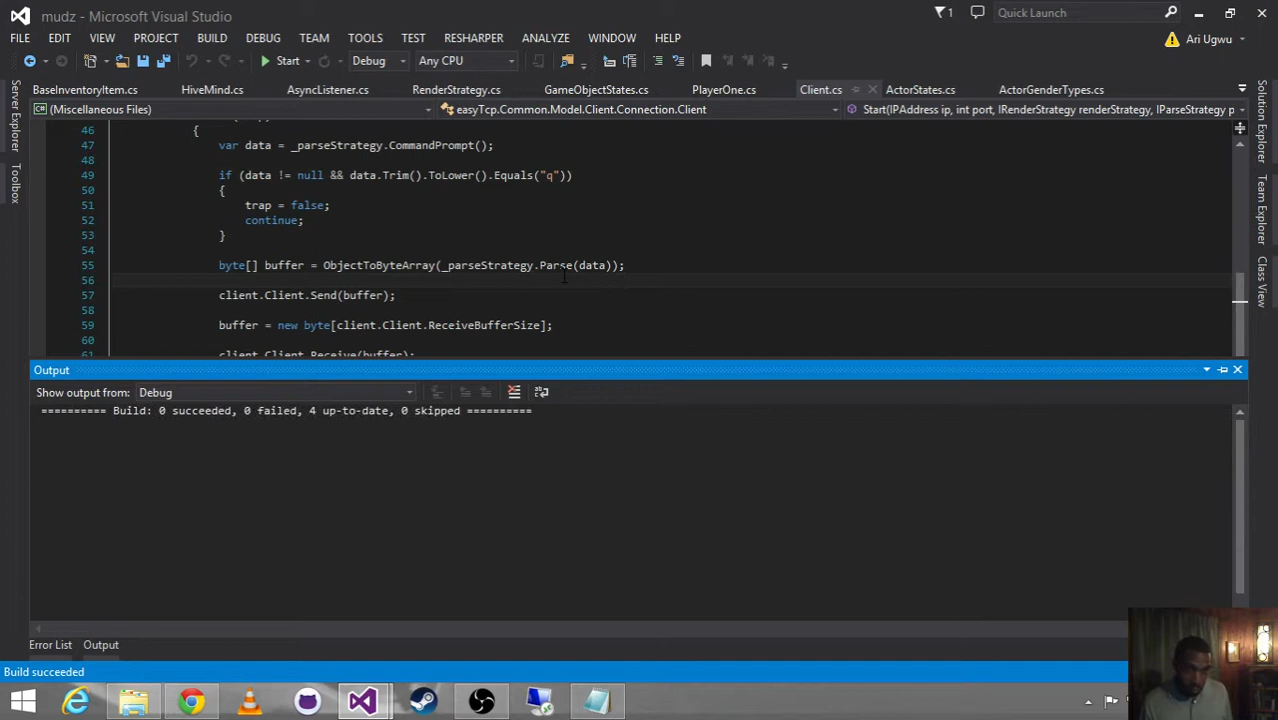 mudz - Microsoft Visual Studio
1
Quick Launch
FILE EDIT VIEW PROJECT BUILD DEBUG TEAM TOOLS TEST RESHARPER ANALYZE WINDOW HELP
Ari Ugwu
Start Debug Any CPU
BaseInventoryItem.cs HiveMind.cs AsyncListener.cs RenderStrategy.cs GameObjectStates.cs PlayerOne.cs Client.cs ActorStates.cs ActorGenderTypes.cs
(Miscellaneous Files) easyTcp.Common.Model.Client.Connection.Client Start(IPAddress ip, int port, IRenderStrategy renderStrategy, IParseStrategy p
Server Explorer
Toolbox
Solution Explorer
Team Explorer
Class View
46 {
47 var data = _parseStrategy.CommandPrompt();
48
49 if (data != null && data.Trim().ToLower().Equals("q"))
50 {
51 trap = false;
52 continue;
53 }
54
55 byte[] buffer = ObjectToByteArray(_parseStrategy.Parse(data));
56
57 client.Client.Send(buffer);
58
59 buffer = new byte[client.Client.ReceiveBufferSize];
60
61 client.Client.Receive(buffer);
Output
Show output from: Debug
========== Build: 0 succeeded, 0 failed, 4 up-to-date, 0 skipped ==========
Error List Output
Build succeeded